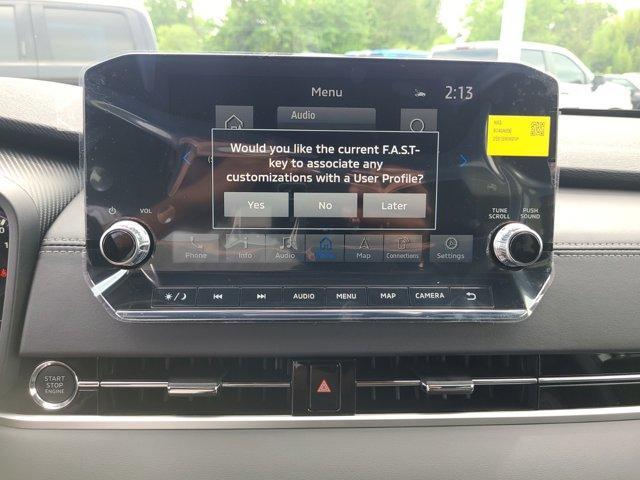 Menu
2:13
Audio
Would you like the current F.A.S.T-
key to associate any
customizations with a User Profile?
Yes No Later
VOL
TUNE SCROLL
PUSH SOUND
Phone Info Audio Map Connections Settings
AUDIO MENU MAP CAMERA
START
STOP
ENGINE